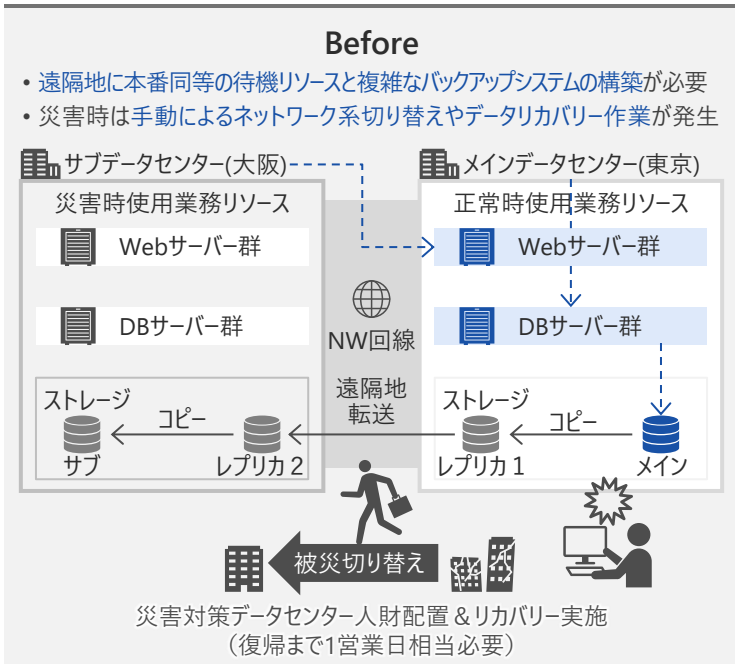 Before
• 遠隔地に本番同等の待機リソースと複雑なバックアップシステムの構築が必要
• 災害時は手動によるネットワーク系切り替えやデータリカバリー作業が発生
サブデータセンター(大阪)
メインデータセンター(東京)
災害時使用業務リソース
正常時使用業務リソース
Webサーバー群
Webサーバー群
DBサーバー群
DBサーバー群
NW回線
遠隔地
転送
ストレージ
コピー
サブ
レプリカ２
ストレージ
コピー
レプリカ１
メイン
被災切り替え
災害対策データセンター人財配置＆リカバリー実施
（復帰まで1営業日相当必要）